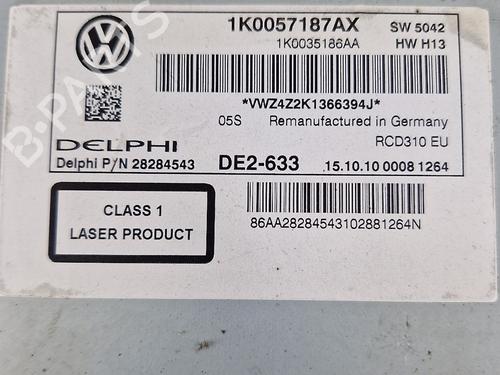 1K0057187AX SW 5042
1K0035186AA HW H13
*VWZ4Z2K1366394J*
05S Remanufactured in Germany
RCD310 EU
DELPHI
Delphi P/N 28284543 DE2-633 15.10.10 0008 1264
CLASS 1
LASER PRODUCT
86AA28284543102881264N
B-PARTS